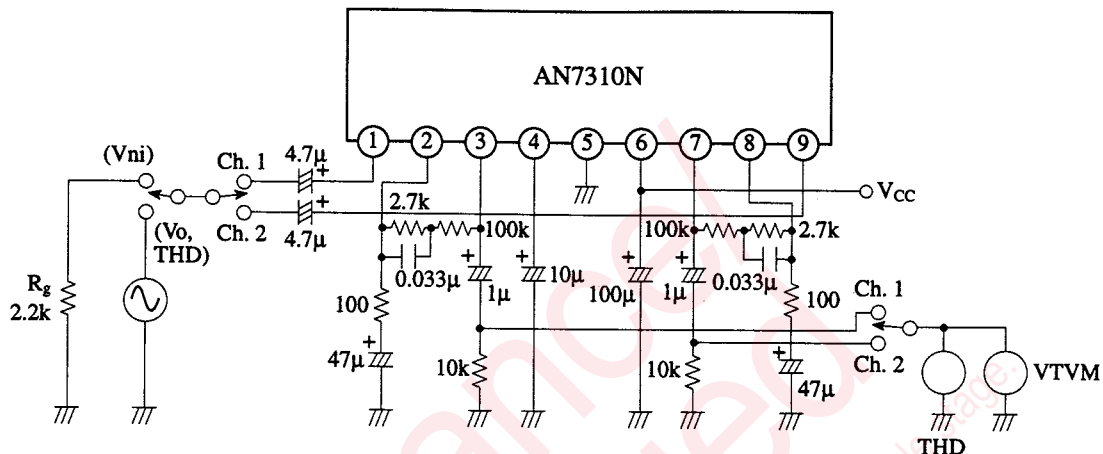 AN7310N
1 2 3 4 5 6 7 8 9
(Vni)
Ch. 1
4.7μ
+
VCC
Ch. 2
+
4.7μ
(Vo,
THD)
2.7k
100k
100k
2.7k
0.033μ
+
1μ
+
10μ
+
100μ
+
1μ
0.033μ
Rg
2.2k
100
100
Ch. 1
47μ
+
10k
10k
+
47μ
Ch. 2
VTVM
THD